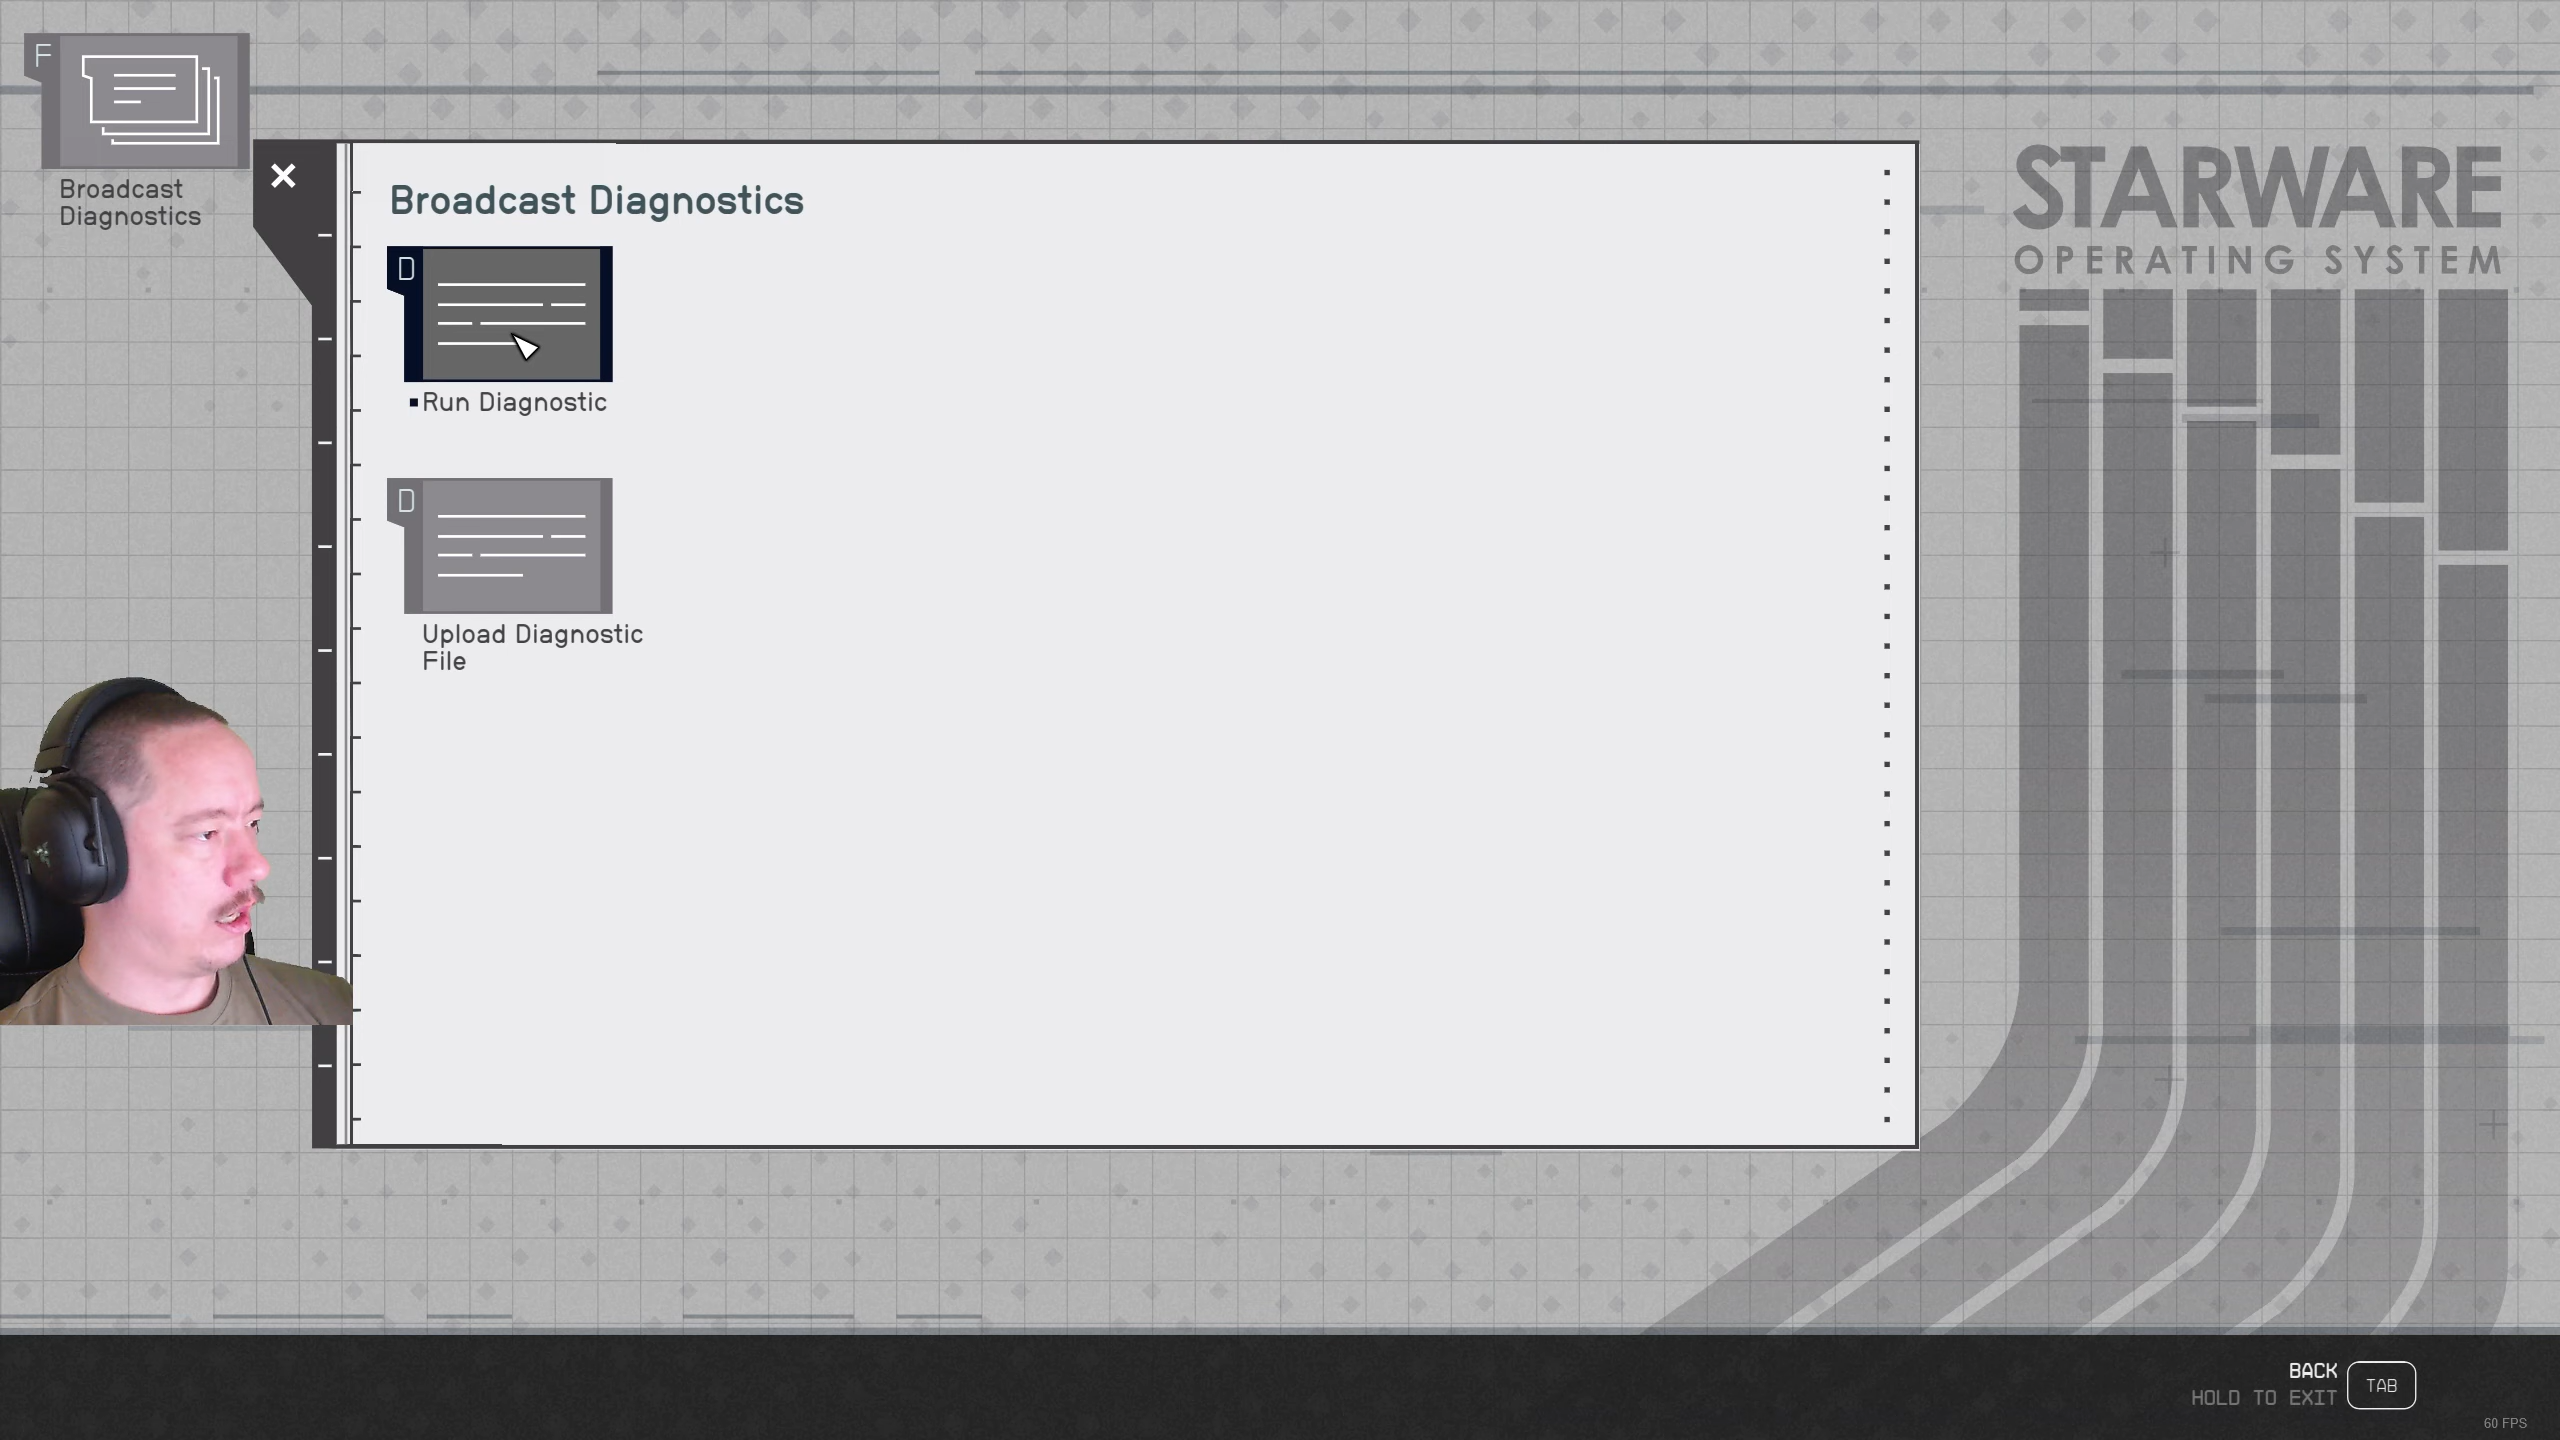 F
Broadcast
Diagnostics
Broadcast Diagnostics
D
Run Diagnostic
D
Upload Diagnostic
File
STARWARE
OPERATING SYSTEM
BACK
HOLD TO EXIT
TAB
60 FPS